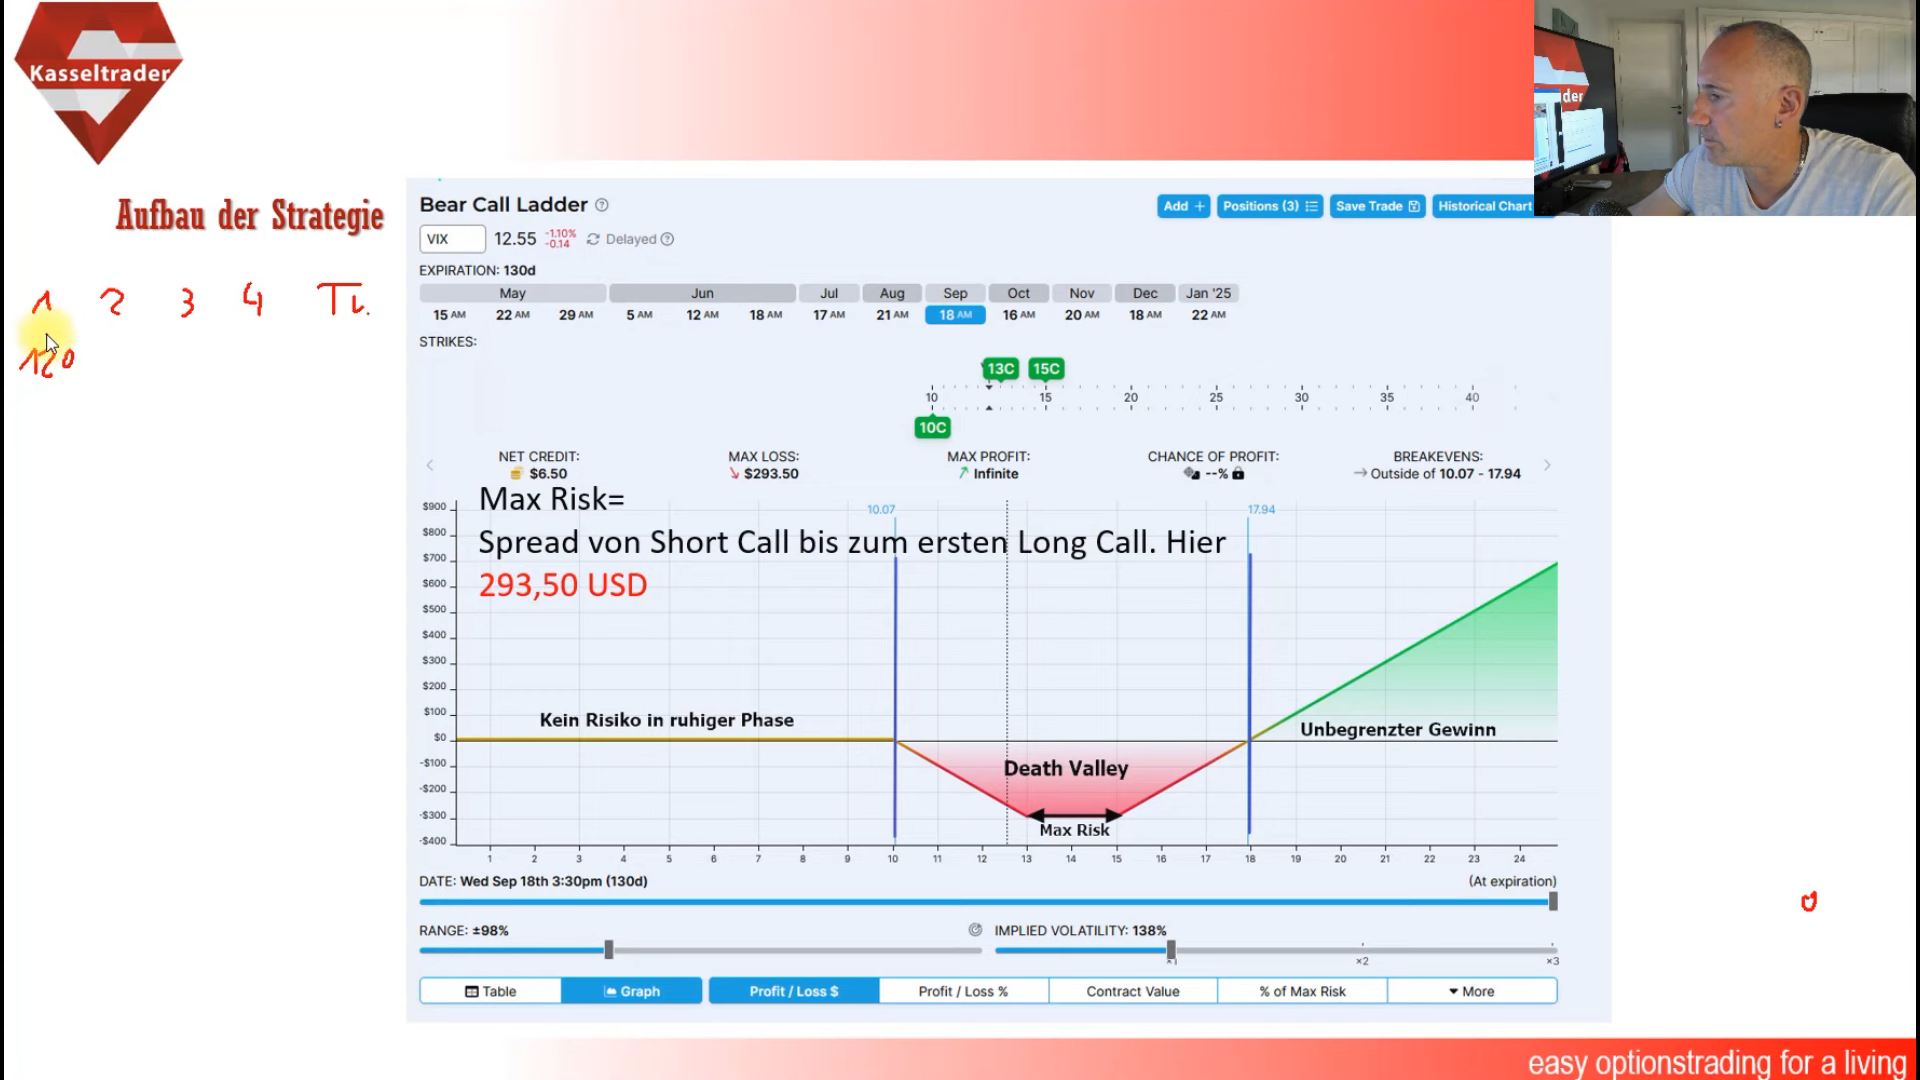 Kasseltrader
der
Aufbau der Strategie
1 2 3 4 Tr.
120
Bear Call Ladder
Add + Positions (3) Save Trade Historical Chart
VIX 12.55 -1.10% -0.14 Delayed
EXPIRATION: 130d
May Jun Jul Aug Sep Oct Nov Dec Jan '25
15 AM 22 AM 29 AM 5 AM 12 AM 18 AM 17 AM 21 AM 18 AM 16 AM 20 AM 18 AM 22 AM
STRIKES:
13C 15C
10 15 20 25 30 35 40
10C
NET CREDIT: MAX LOSS: MAX PROFIT: CHANCE OF PROFIT: BREAKEVENS:
$6.50 $293.50 Infinite --% Outside of 10.07 - 17.94
Max Risk=
Spread von Short Call bis zum ersten Long Call. Hier
293,50 USD
10.07 17.94
$900
$800
$700
$600
$500
$400
$300
$200
$100
$0
-$100
-$200
-$300
-$400
Kein Risiko in ruhiger Phase
Unbegrenzter Gewinn
Death Valley
Max Risk
1 2 3 4 5 6 7 8 9 10 11 12 13 14 15 16 17 18 19 20 21 22 23 24
DATE: Wed Sep 18th 3:30pm (130d) (At expiration)
RANGE: ±98% IMPLIED VOLATILITY: 138%
×1 ×2 ×3
Table Graph Profit / Loss $ Profit / Loss % Contract Value % of Max Risk More
easy optionstrading for a living